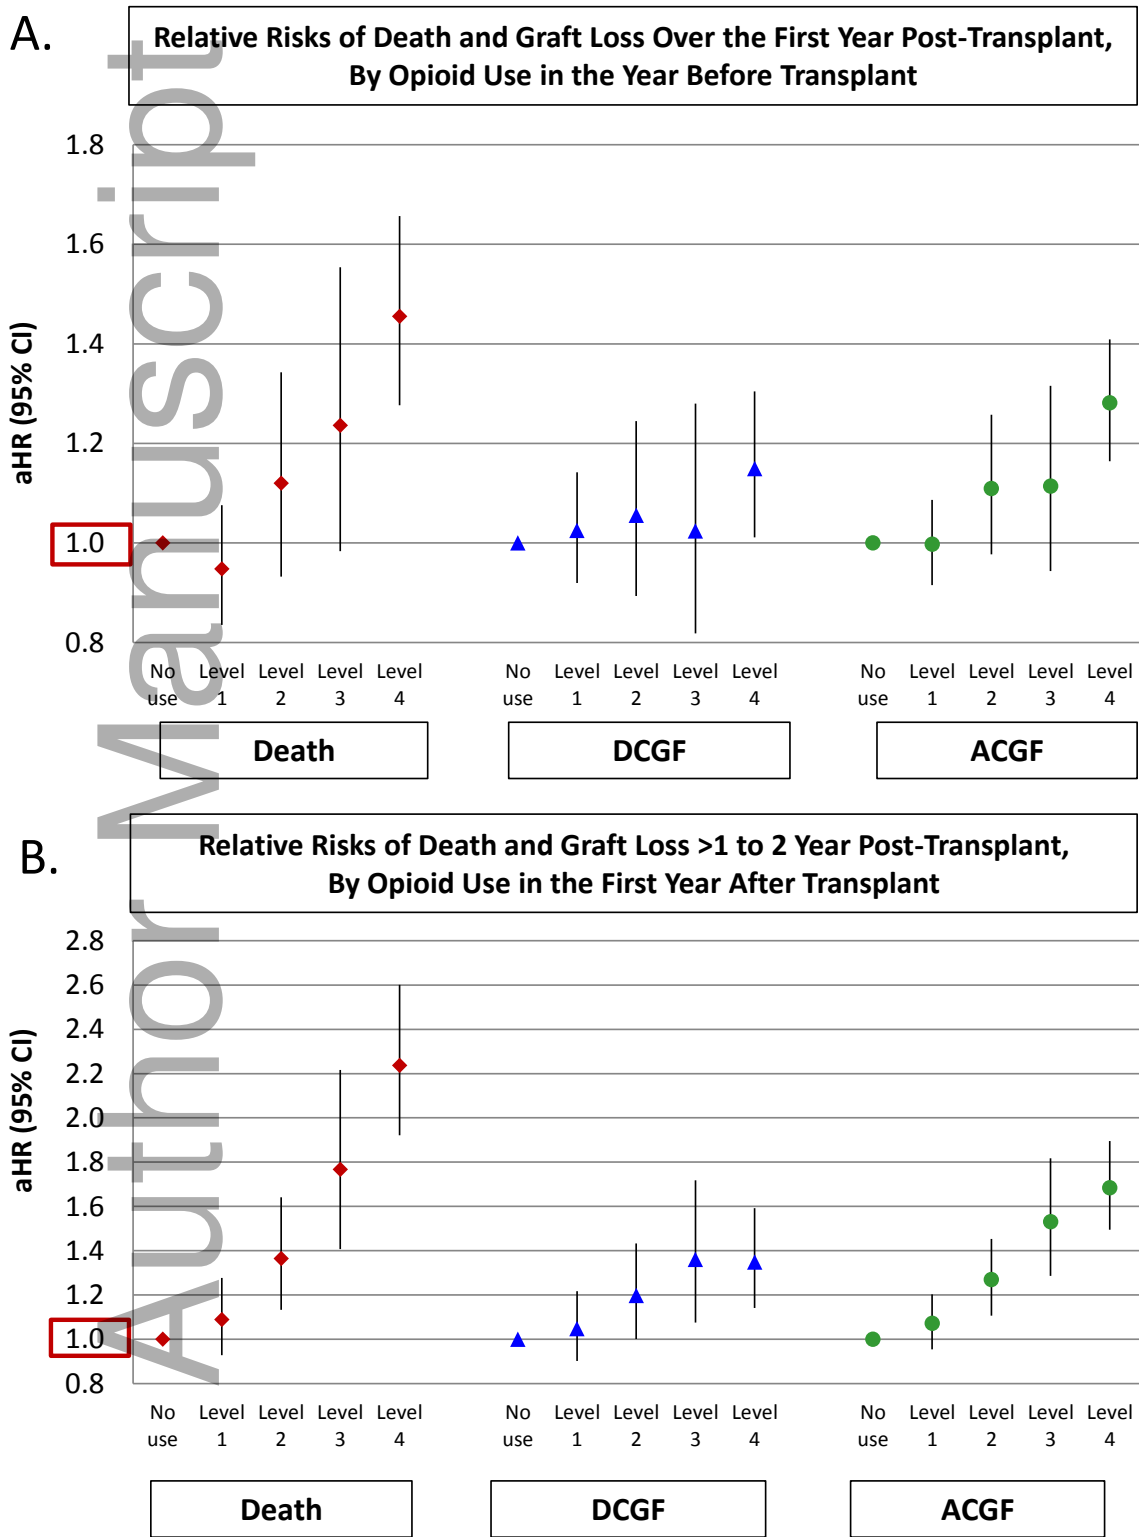 A.
Relative Risks of Death and Graft Loss Over the First Year Post-Transplant,
By Opioid Use in the Year Before Transplant
aHR (95% CI)
1.8
1.6
1.4
1.2
1.0
0.8
No use Level 1 Level 2 Level 3 Level 4 No use Level 1 Level 2 Level 3 Level 4 No use Level 1 Level 2 Level 3 Level 4
Death DCGF ACGF
B.
Relative Risks of Death and Graft Loss >1 to 2 Year Post-Transplant,
By Opioid Use in the First Year After Transplant
aHR (95% CI)
2.8
2.6
2.4
2.2
2.0
1.8
1.6
1.4
1.2
1.0
0.8
No use Level 1 Level 2 Level 3 Level 4 No use Level 1 Level 2 Level 3 Level 4 No use Level 1 Level 2 Level 3 Level 4
Death DCGF ACGF
Author Manuscript